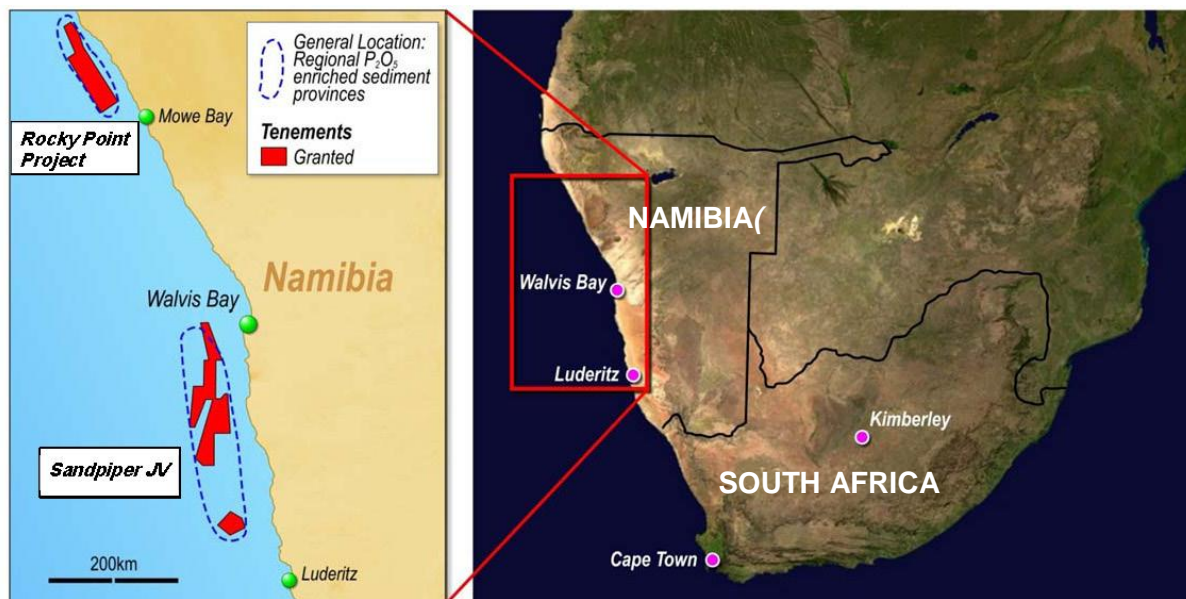 General Location:
Regional P₂O₅
enriched sediment
provinces
Tenements
Granted
Mowe Bay
Rocky Point
Project
Namibia
Walvis Bay
Sandpiper JV
200km
Luderitz
NAMIBIA(
Walvis Bay
Luderitz
Kimberley
SOUTH AFRICA
Cape Town